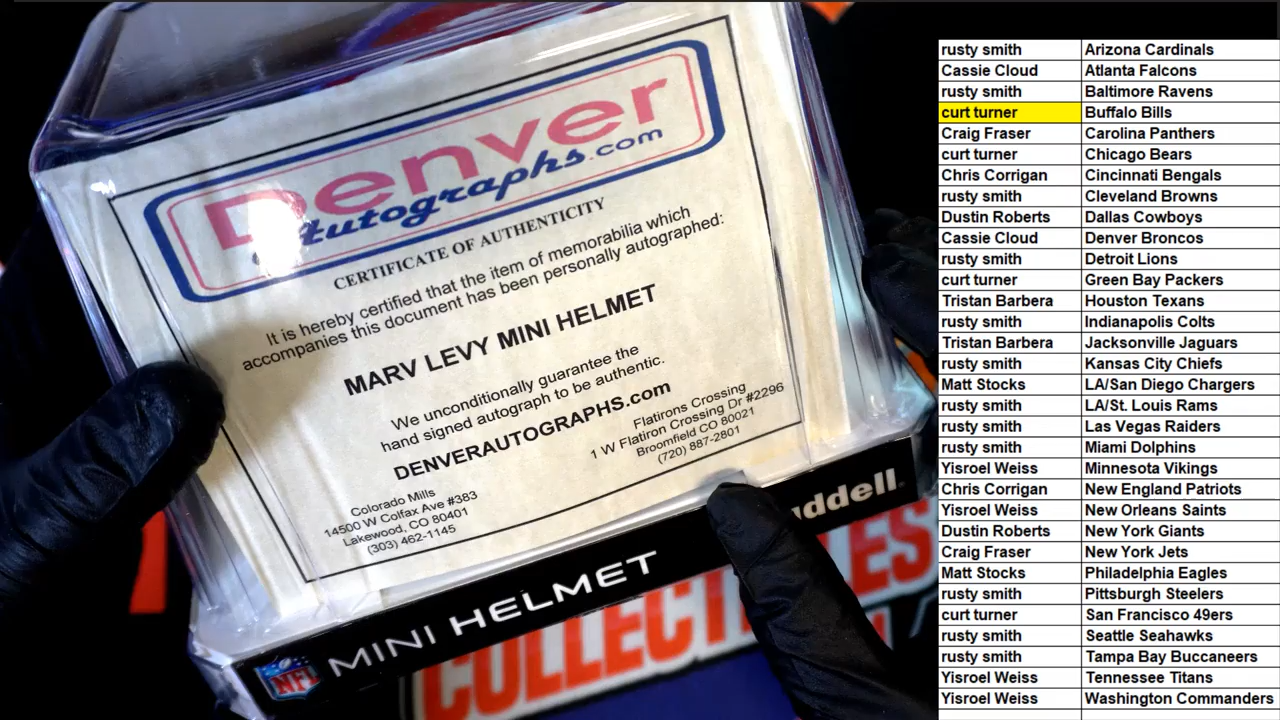 Denver
Autographs.com
CERTIFICATE OF AUTHENTICITY
It is hereby certified that the item of memorabilia which
accompanies this document has been personally autographed:
MARV LEVY MINI HELMET
We unconditionally guarantee the
hand signed autograph to be authentic.
DENVERAUTOGRAPHS.com
Colorado Mills
14500 W Colfax Ave #383
Lakewood, CO 80401
(303) 462-1145
Flatirons Crossing
1 W Flatiron Crossing Dr #2296
Broomfield CO 80021
(720) 887-2801
NFL MINI HELMET
rusty smith Arizona Cardinals
Cassie Cloud Atlanta Falcons
rusty smith Baltimore Ravens
curt turner Buffalo Bills
Craig Fraser Carolina Panthers
curt turner Chicago Bears
Chris Corrigan Cincinnati Bengals
rusty smith Cleveland Browns
Dustin Roberts Dallas Cowboys
Cassie Cloud Denver Broncos
rusty smith Detroit Lions
curt turner Green Bay Packers
Tristan Barbera Houston Texans
rusty smith Indianapolis Colts
Tristan Barbera Jacksonville Jaguars
rusty smith Kansas City Chiefs
Matt Stocks LA/San Diego Chargers
rusty smith LA/St. Louis Rams
rusty smith Las Vegas Raiders
rusty smith Miami Dolphins
Yisroel Weiss Minnesota Vikings
Chris Corrigan New England Patriots
Yisroel Weiss New Orleans Saints
Dustin Roberts New York Giants
Craig Fraser New York Jets
Matt Stocks Philadelphia Eagles
rusty smith Pittsburgh Steelers
curt turner San Francisco 49ers
rusty smith Seattle Seahawks
rusty smith Tampa Bay Buccaneers
Yisroel Weiss Tennessee Titans
Yisroel Weiss Washington Commanders